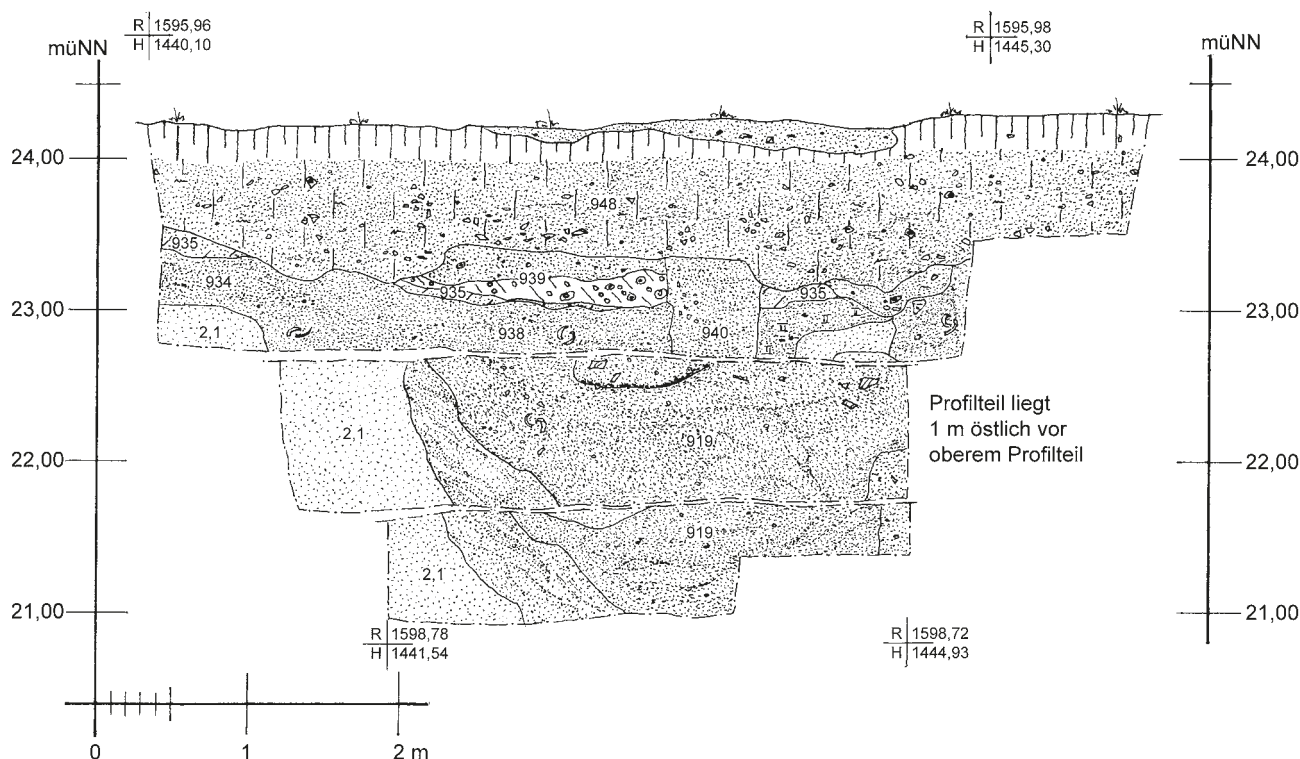 R 1595,96
H 1440,10
R 1595,98
H 1445,30
müNN
müNN
24,00
24,00
948
935
934
939
935
935
23,00
23,00
2,1
938
940
Profilteil liegt
1 m östlich vor
oberem Profilteil
2,1
919
22,00
22,00
919
2,1
21,00
21,00
R 1598,78
H 1441,54
R 1598,72
H 1444,93
0 1 2 m